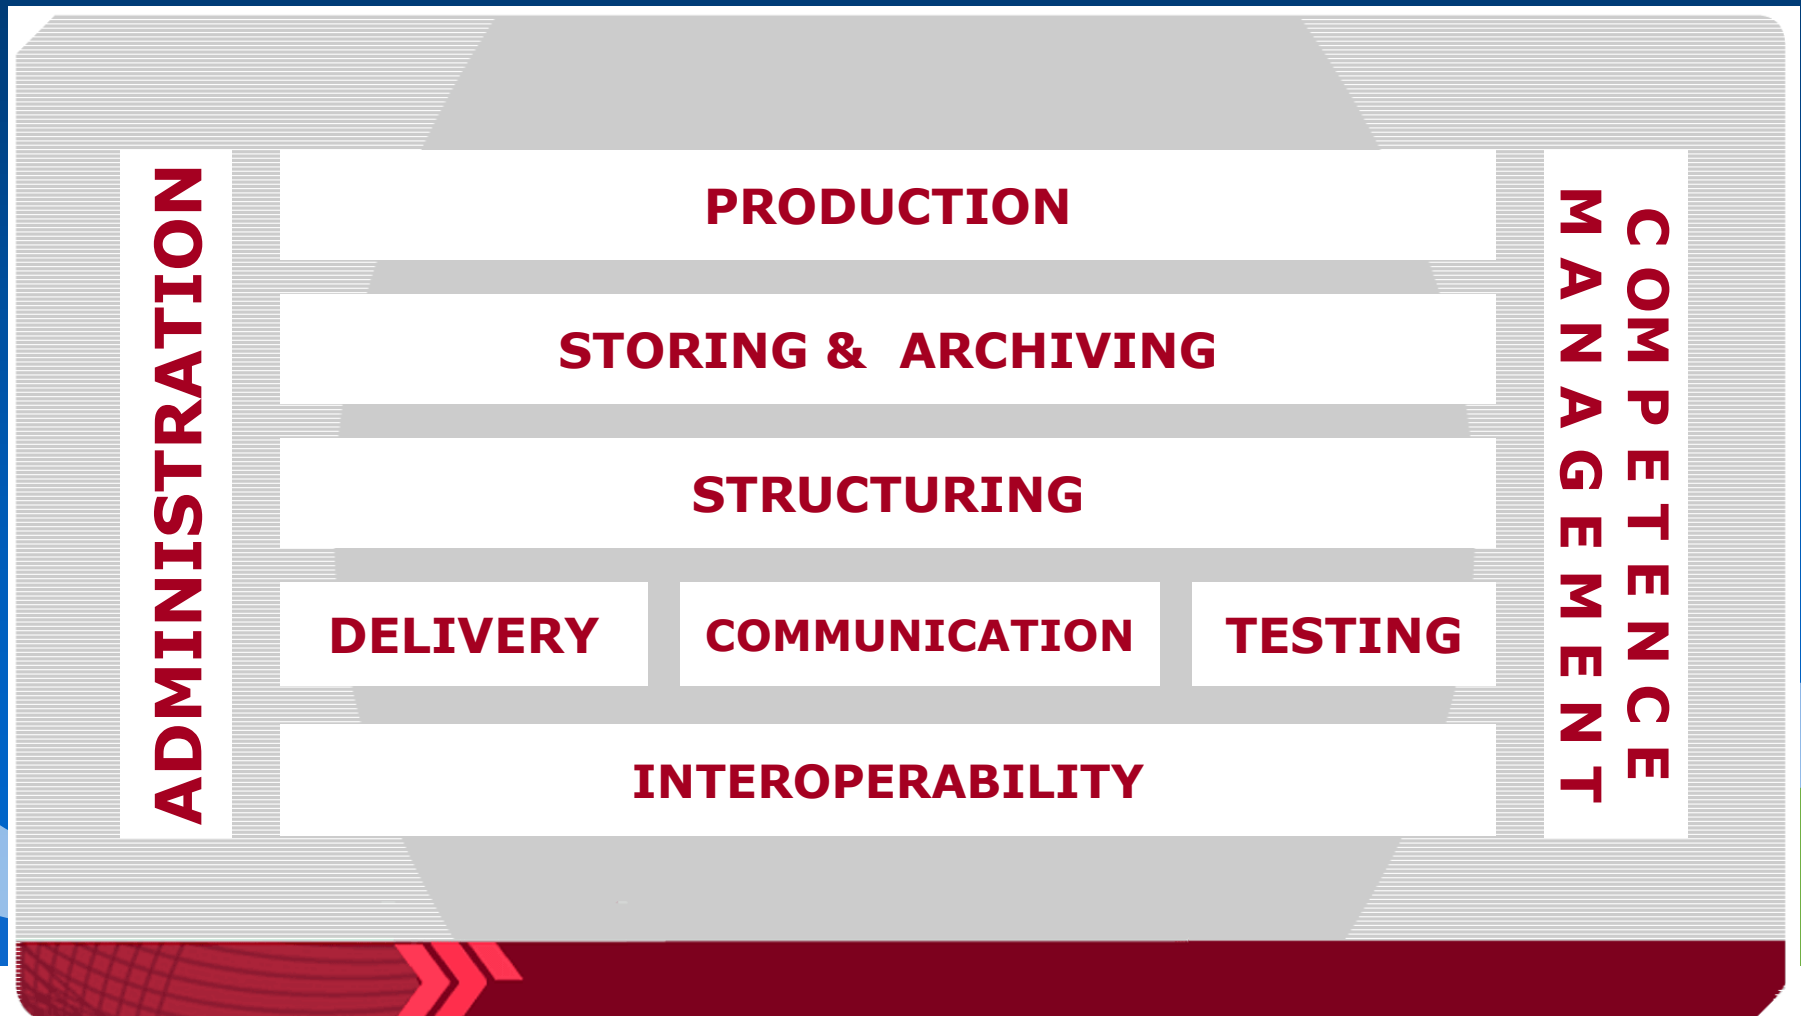 ADMINISTRATION
PRODUCTION
STORING & ARCHIVING
STRUCTURING
DELIVERY
COMMUNICATION
TESTING
INTEROPERABILITY
COMPETENCE
MANAGEMENT